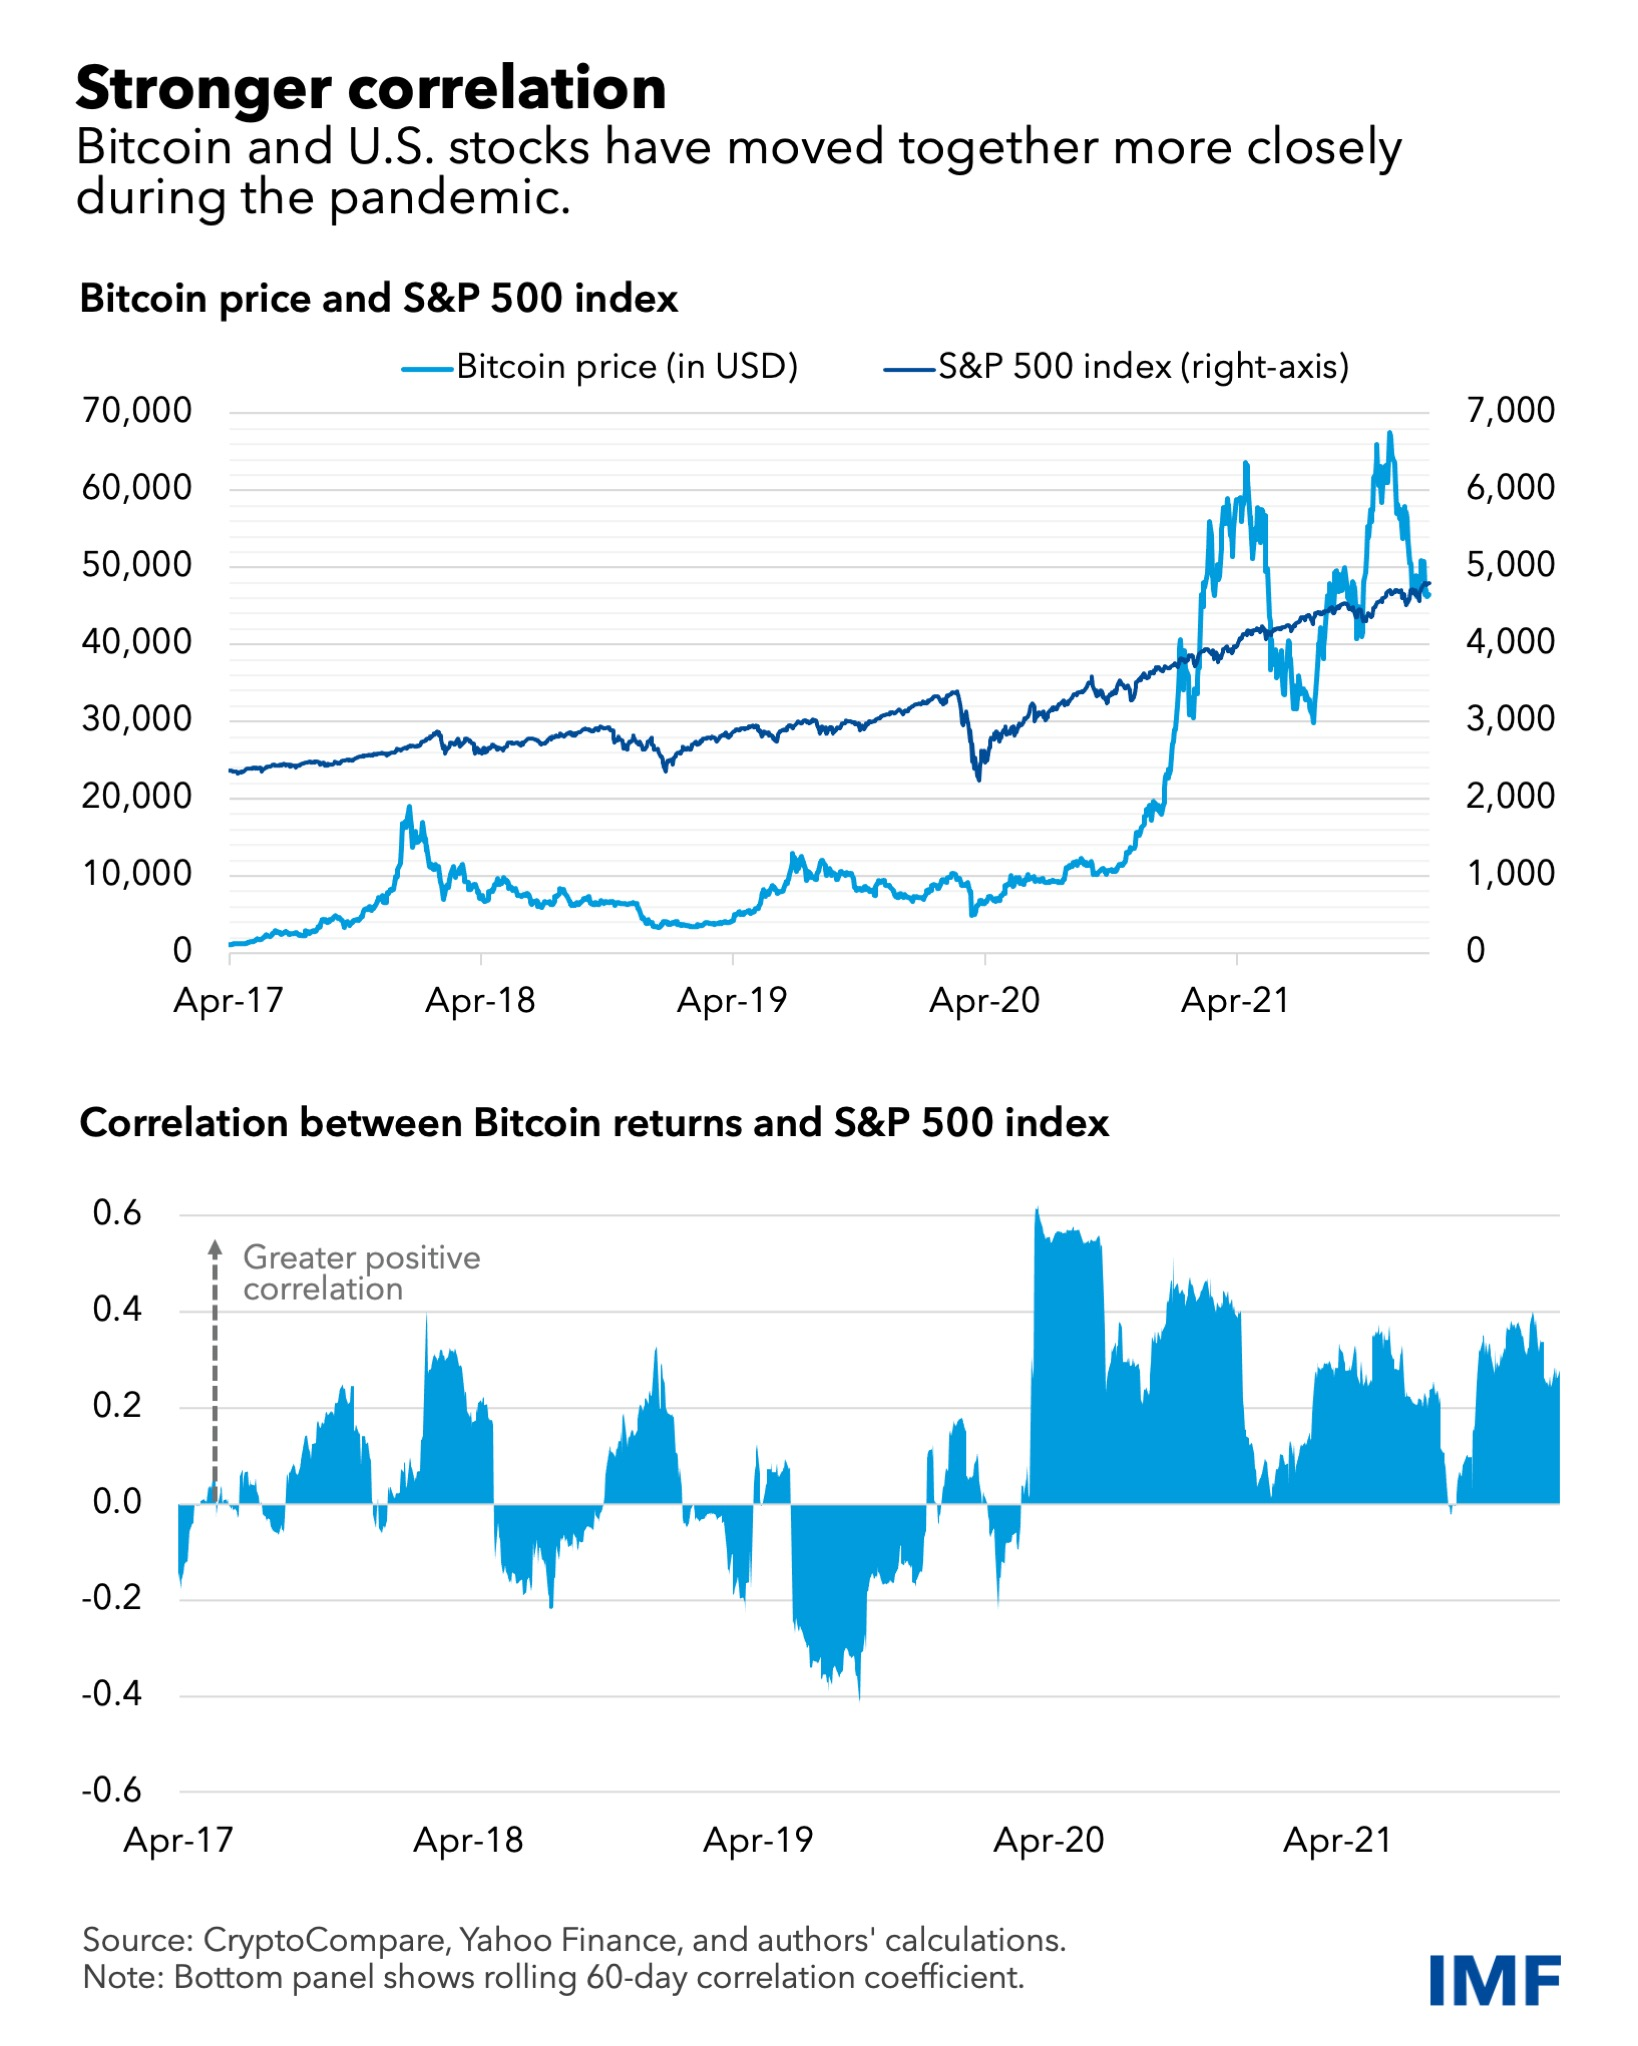 Stronger correlation
Bitcoin and U.S. stocks have moved together more closely
during the pandemic.
Bitcoin price and S&P 500 index
Bitcoin price (in USD)
S&P 500 index (right-axis)
70,000
60,000
50,000
40,000
30,000
20,000
10,000
0
7,000
6,000
5,000
4,000
3,000
2,000
1,000
0
Apr-17
Apr-18
Apr-19
Apr-20
Apr-21
Correlation between Bitcoin returns and S&P 500 index
0.6
0.4
0.2
0.0
-0.2
-0.4
-0.6
Greater positive
correlation
Apr-17
Apr-18
Apr-19
Apr-20
Apr-21
Source: CryptoCompare, Yahoo Finance, and authors' calculations.
Note: Bottom panel shows rolling 60-day correlation coefficient.
IMF